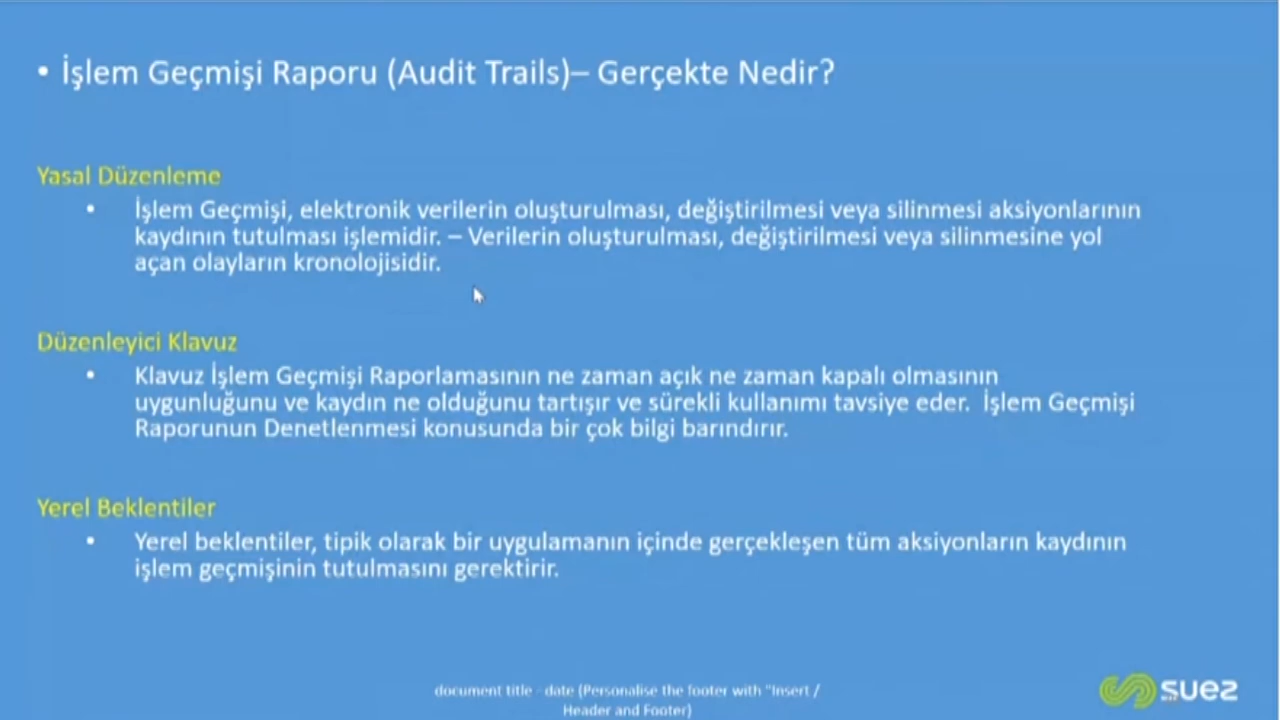 • İşlem Geçmişi Raporu (Audit Trails)– Gerçekte Nedir?
Yasal Düzenleme
• İşlem Geçmişi, elektronik verilerin oluşturulması, değiştirilmesi veya silinmesi aksiyonlarının
kaydının tutulması işlemidir. – Verilerin oluşturulması, değiştirilmesi veya silinmesine yol
açan olayların kronolojisidir.
Düzenleyici Klavuz
• Klavuz İşlem Geçmişi Raporlamasının ne zaman açık ne zaman kapalı olmasının
uygunluğunu ve kaydın ne olduğunu tartışır ve sürekli kullanımı tavsiye eder. İşlem Geçmişi
Raporunun Denetlenmesi konusunda bir çok bilgi barındırır.
Yerel Beklentiler
• Yerel beklentiler, tipik olarak bir uygulamanın içinde gerçekleşen tüm aksiyonların kaydının
işlem geçmişinin tutulmasını gerektirir.
document title - date (Personalise the footer with "Insert /
Header and Footer)
suez